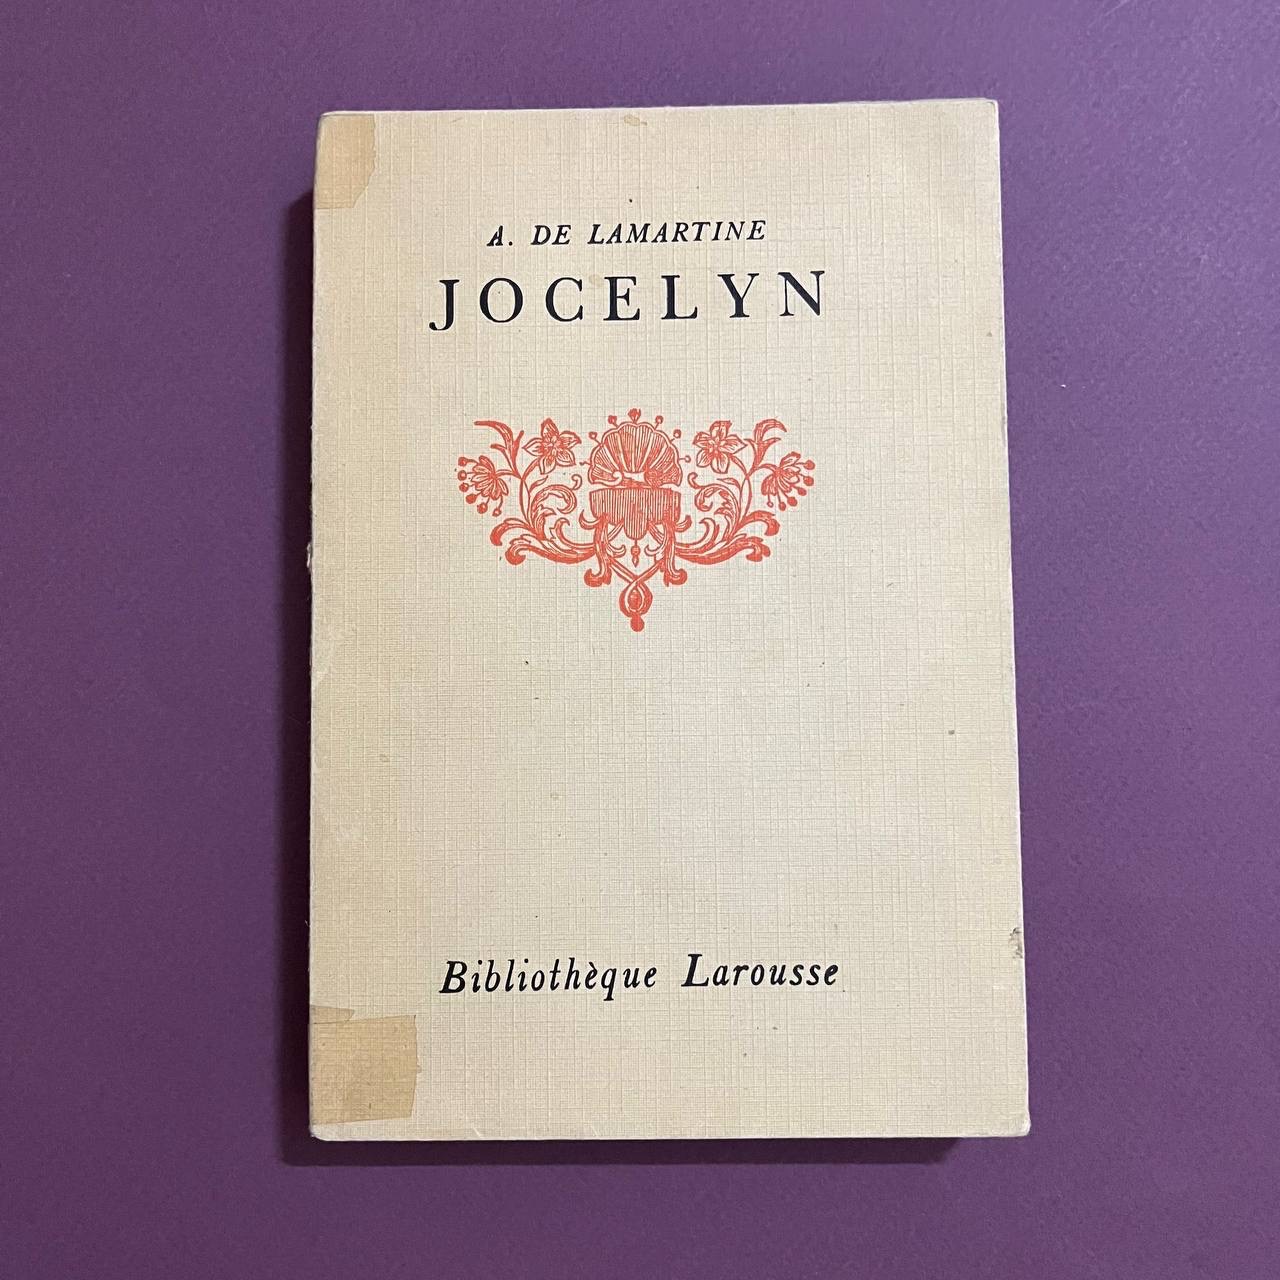 A. DE LAMARTINE
JOCELYN
Bibliothèque Larousse